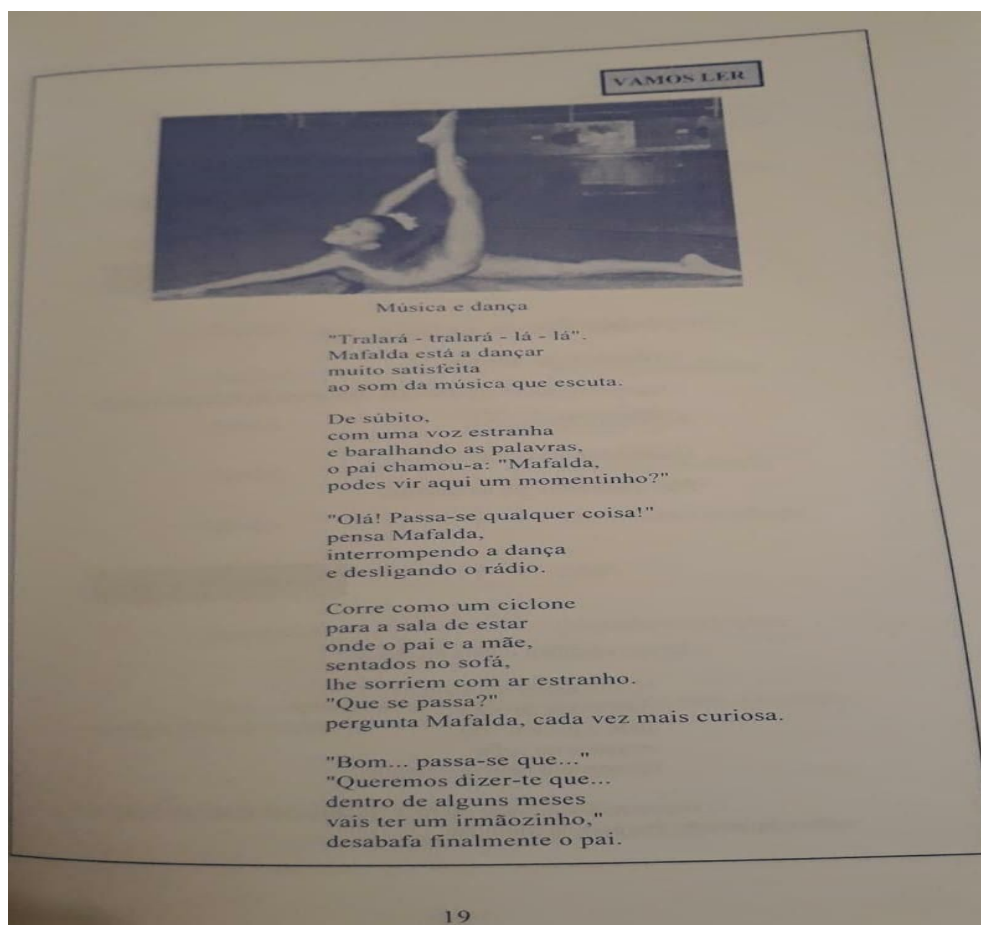 VAMOS LER
Música e dança
"Tralará - tralará - lá - lá".
Mafalda está a dançar
muito satisfeita
ao som da música que escuta.
De súbito,
com uma voz estranha
e baralhando as palavras,
o pai chamou-a: "Mafalda,
podes vir aqui um momentinho?"
"Olá! Passa-se qualquer coisa!"
pensa Mafalda,
interrompendo a dança
e desligando o rádio.
Corre como um ciclone
para a sala de estar
onde o pai e a mãe,
sentados no sofá,
lhe sorriem com ar estranho.
"Que se passa?"
pergunta Mafalda, cada vez mais curiosa.
"Bom... passa-se que..."
"Queremos dizer-te que...
dentro de alguns meses
vais ter um irmãozinho,"
desabafa finalmente o pai.
19